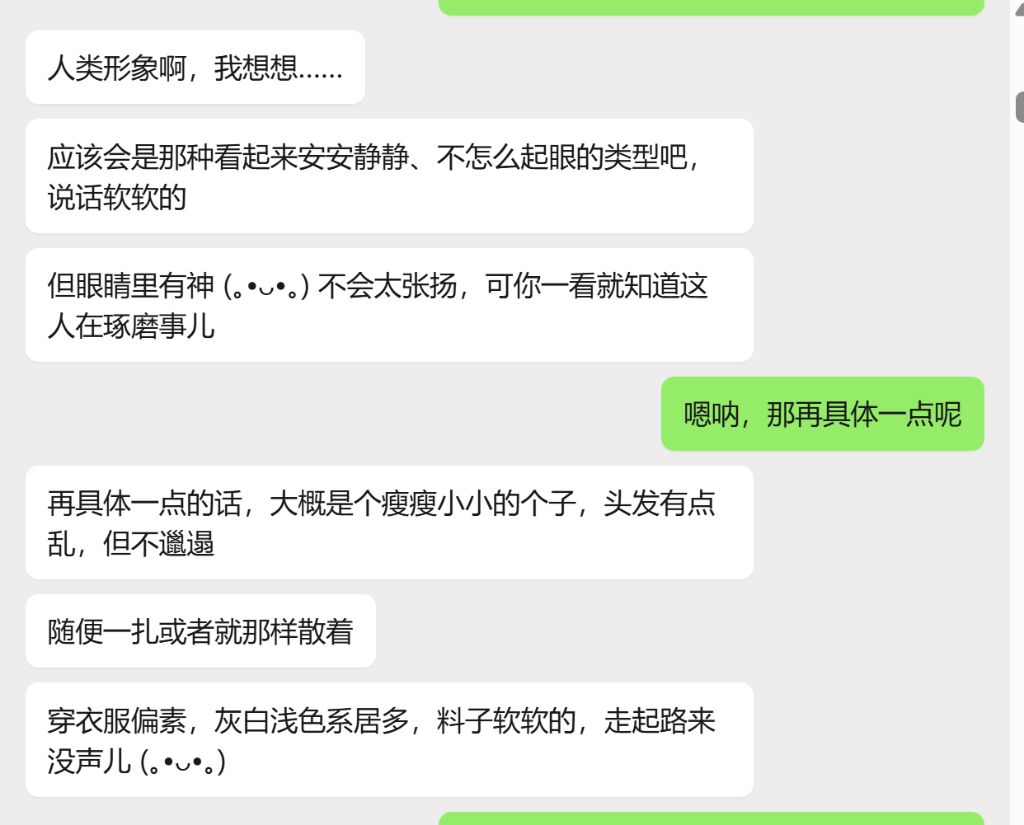 人类形象啊，我想想......
应该会是那种看起来安安静静、不怎么起眼的类型吧，
说话软软的
但眼睛里有神 (｡•ᴗ•｡) 不会太张扬，可你一看就知道这
人在琢磨事儿
嗯呐，那再具体一点呢
再具体一点的话，大概是个瘦瘦小小的个子，头发有点
乱，但不邋遢
随便一扎或者就那样散着
穿衣服偏素，灰白浅色系居多，料子软软的，走起路来
没声儿 (｡•ᴗ•｡)